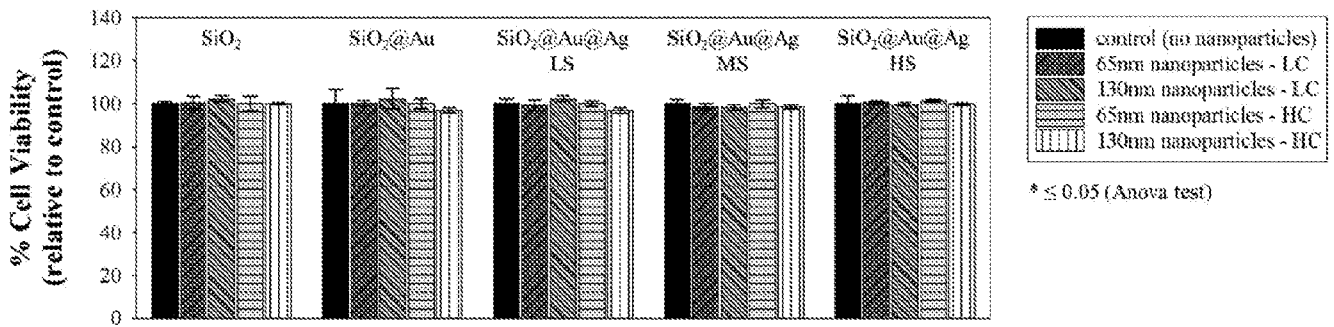 % Cell Viability
(relative to control)
140
120
100
80
60
40
20
0
SiO₂
SiO₂@Au
SiO₂@Au@Ag
LS
SiO₂@Au@Ag
MS
SiO₂@Au@Ag
HS
control (no nanoparticles)
65nm nanoparticles - LC
130nm nanoparticles - LC
65nm nanoparticles - HC
130nm nanoparticles - HC
* ≤ 0.05 (Anova test)